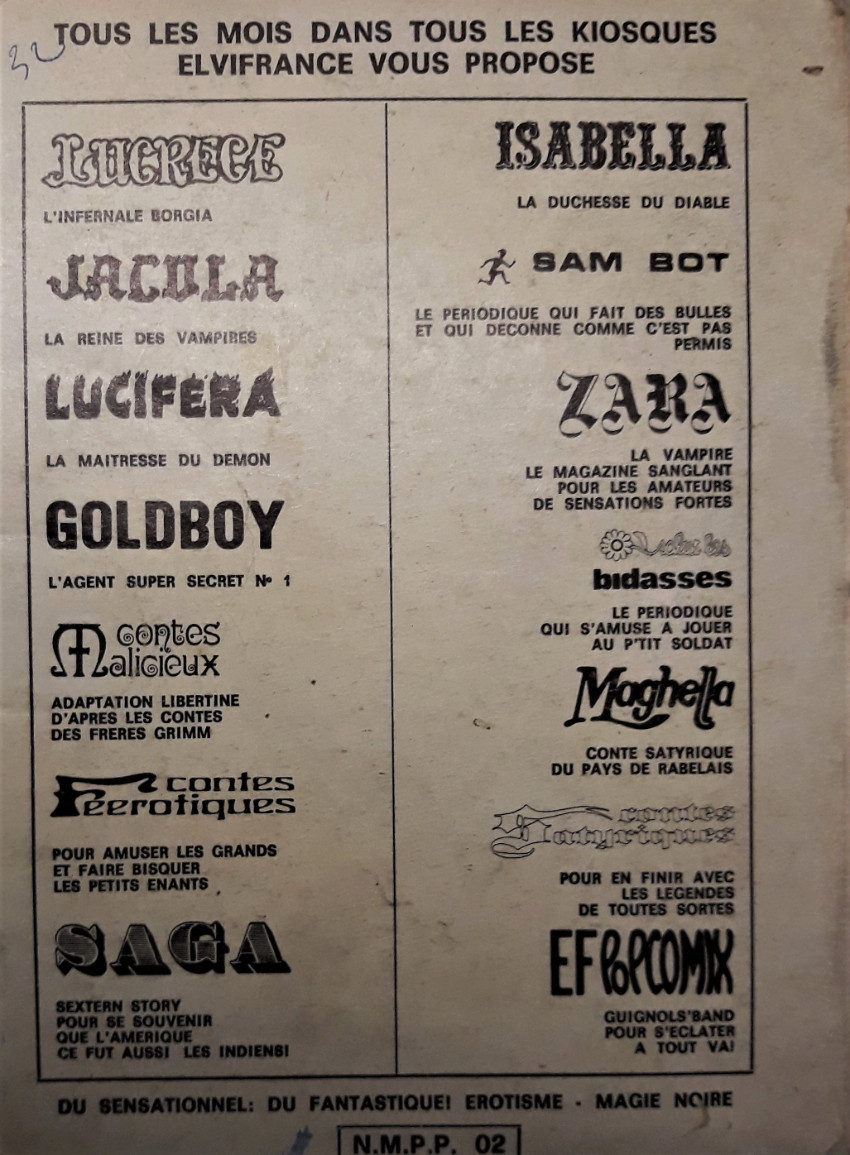 TOUS LES MOIS DANS TOUS LES KIOSQUES
ELVIFRANCE VOUS PROPOSE
LUCRECE
L'INFERNALE BORGIA
JACULA
LA REINE DES VAMPIRES
LUCIFERA
LA MAITRESSE DU DEMON
GOLDBOY
L'AGENT SUPER SECRET Nº 1
contes
Malicieux
ADAPTATION LIBERTINE
D'APRES LES CONTES
DES FRERES GRIMM
contes
Feerotiques
POUR AMUSER LES GRANDS
ET FAIRE BISQUER
LES PETITS ENANTS
SAGA
SEXTERN STORY
POUR SE SOUVENIR
QUE L'AMERIQUE
CE FUT AUSSI LES INDIENS!
ISABELLA
LA DUCHESSE DU DIABLE
SAM BOT
LE PERIODIQUE QUI FAIT DES BULLES
ET QUI DECONNE COMME C'EST PAS
PERMIS
ZARA
LA VAMPIRE
LE MAGAZINE SANGLANT
POUR LES AMATEURS
DE SENSATIONS FORTES
Salut les
bidasses
LE PERIODIQUE
QUI S'AMUSE A JOUER
AU P'TIT SOLDAT
Maghella
CONTE SATYRIQUE
DU PAYS DE RABELAIS
contes
Satyriques
POUR EN FINIR AVEC
LES LEGENDES
DE TOUTES SORTES
EF POPCOMIX
GUIGNOLS'BAND
POUR S'ECLATER
A TOUT VA!
DU SENSATIONNEL: DU FANTASTIQUE! EROTISME - MAGIE NOIRE
N.M.P.P. 02